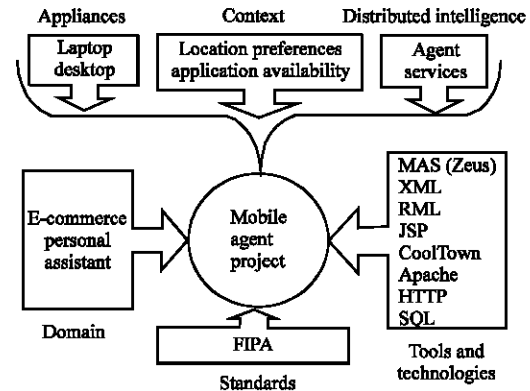 Appliances
Context
Distributed intelligence
Laptop
desktop
Location preferences
application availability
Agent
services
E-commerce
personal
assistant
Domain
Mobile
agent
project
MAS (Zeus)
XML
RML
JSP
CoolTown
Apache
HTTP
SQL
Tools and
technologies
FIPA
Standards